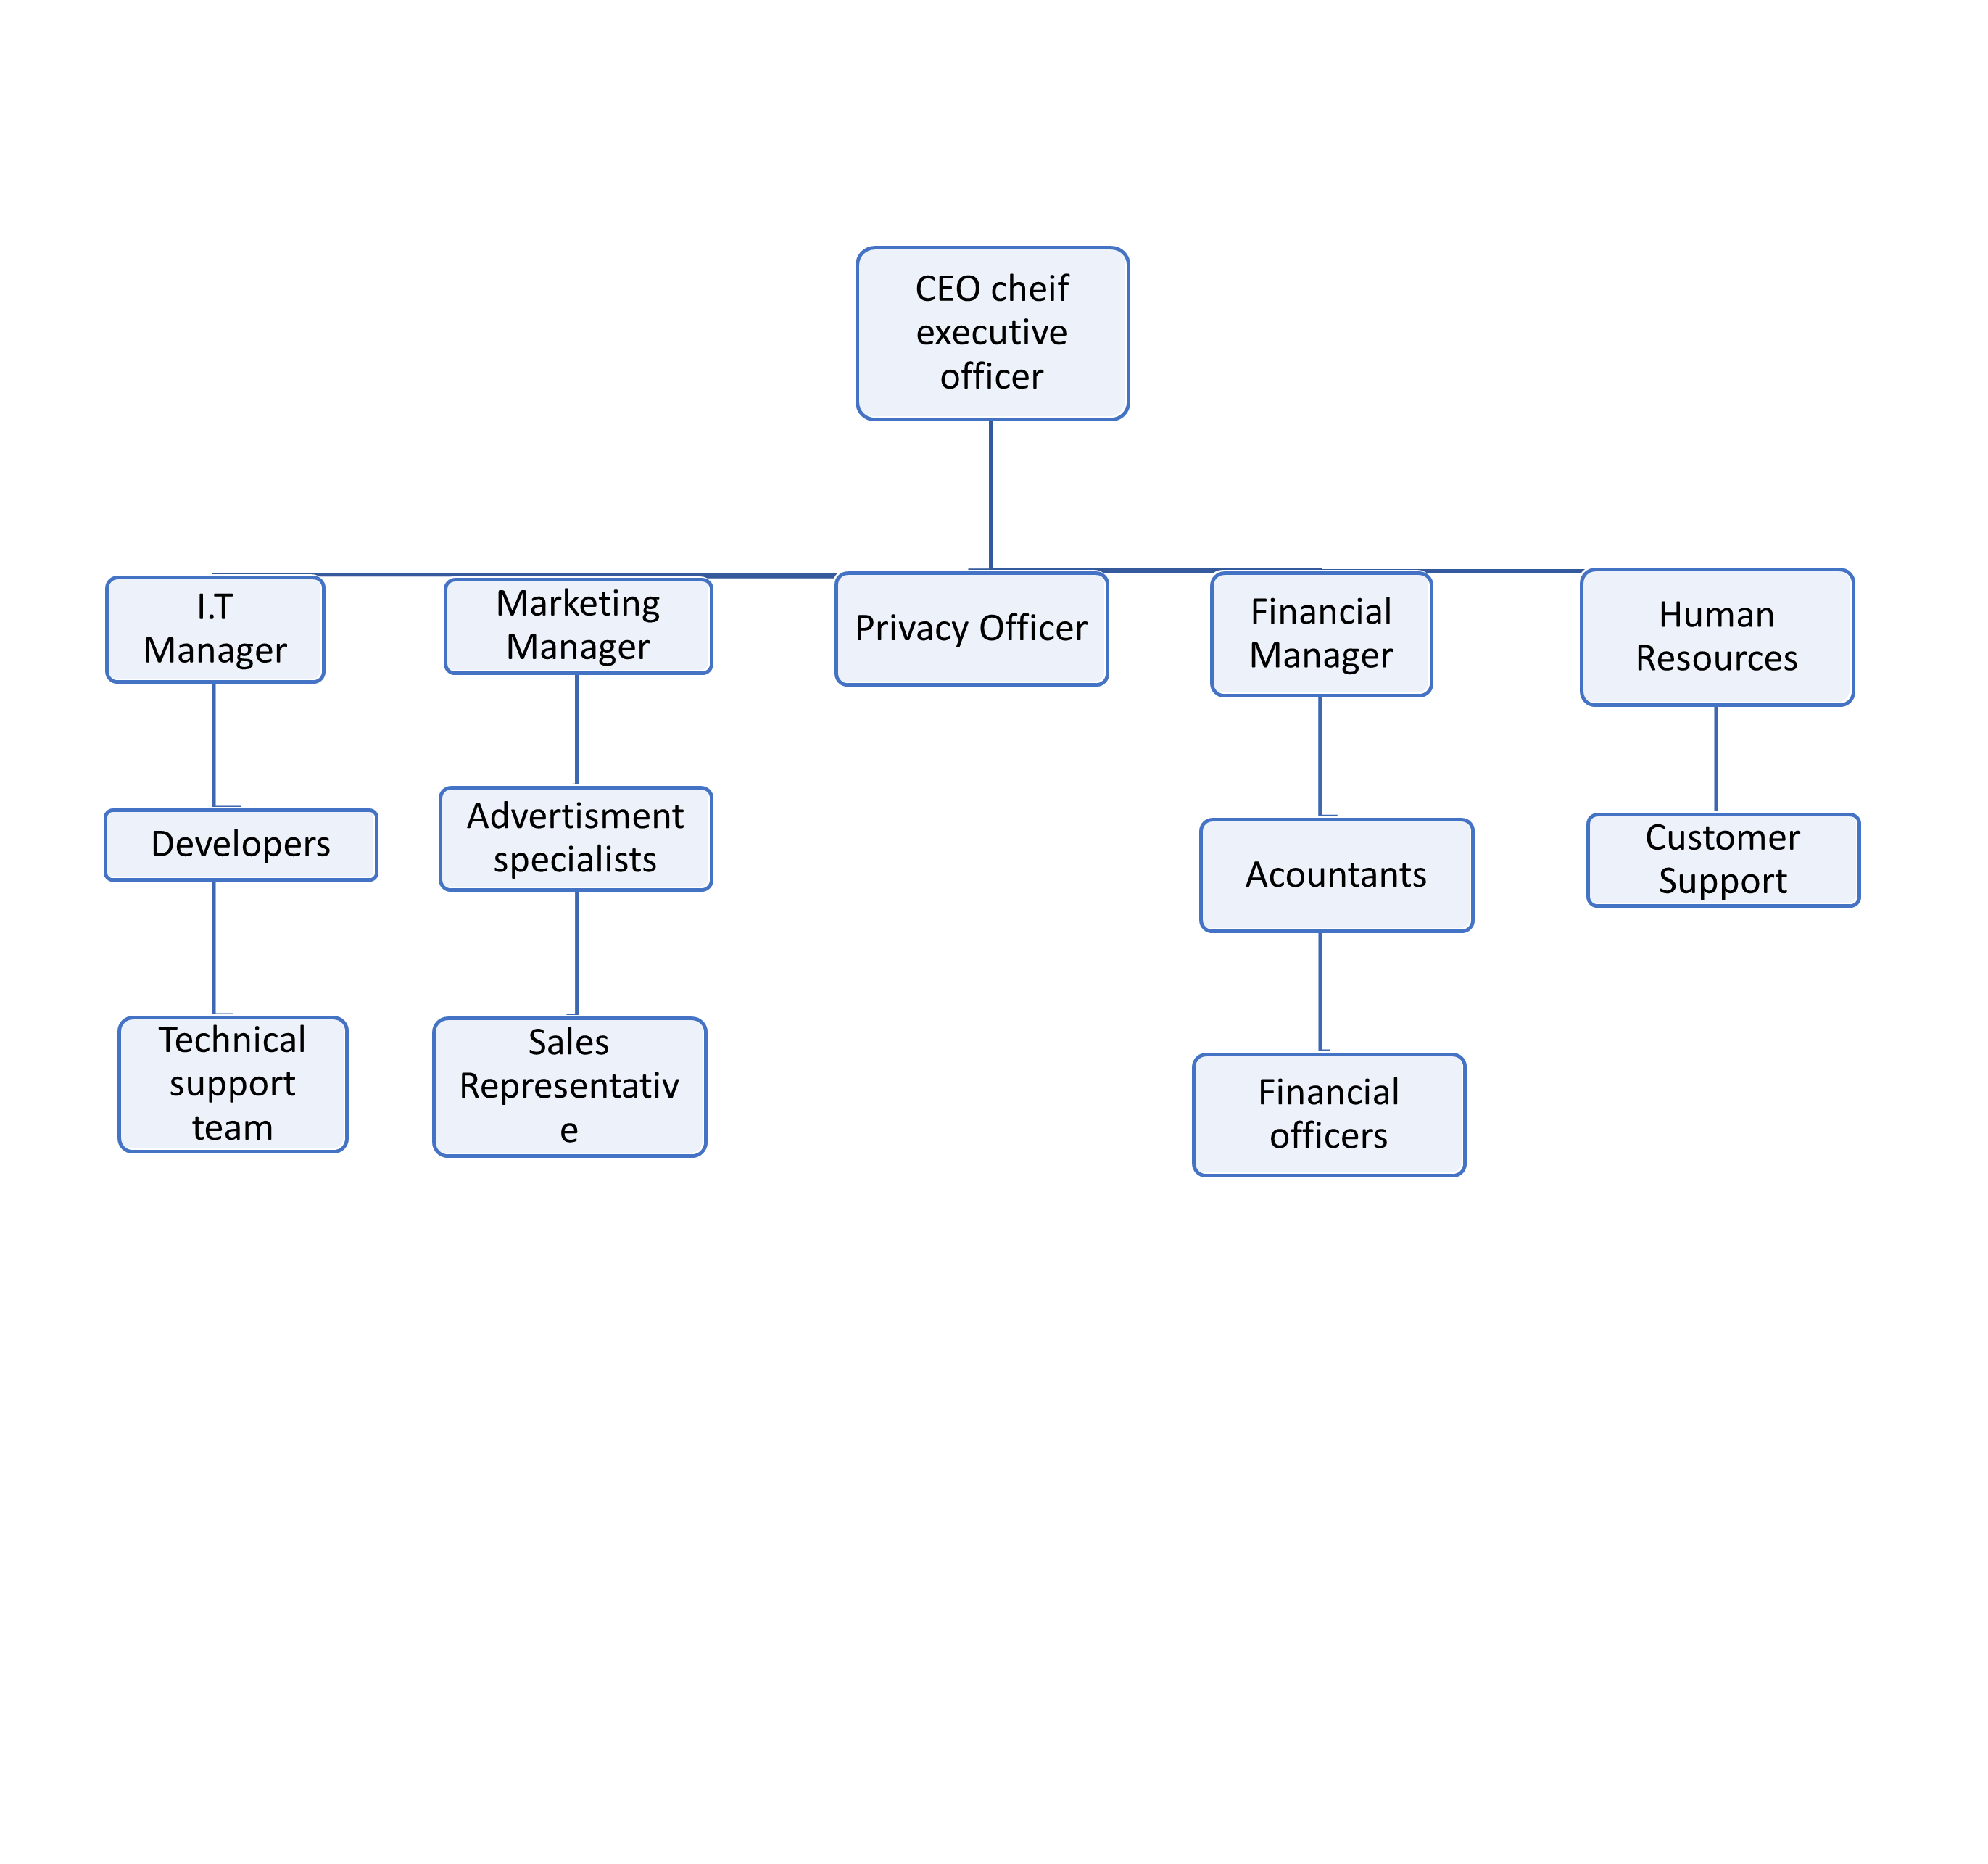 CEO cheif
executive
officer
I.T
Manager
Marketing
Manager
Privacy Officer
Financial
Manager
Human
Resources
Developers
Advertisment
specialists
Acountants
Customer
Support
Technical
support
team
Sales
Representativ
e
Financial
officers